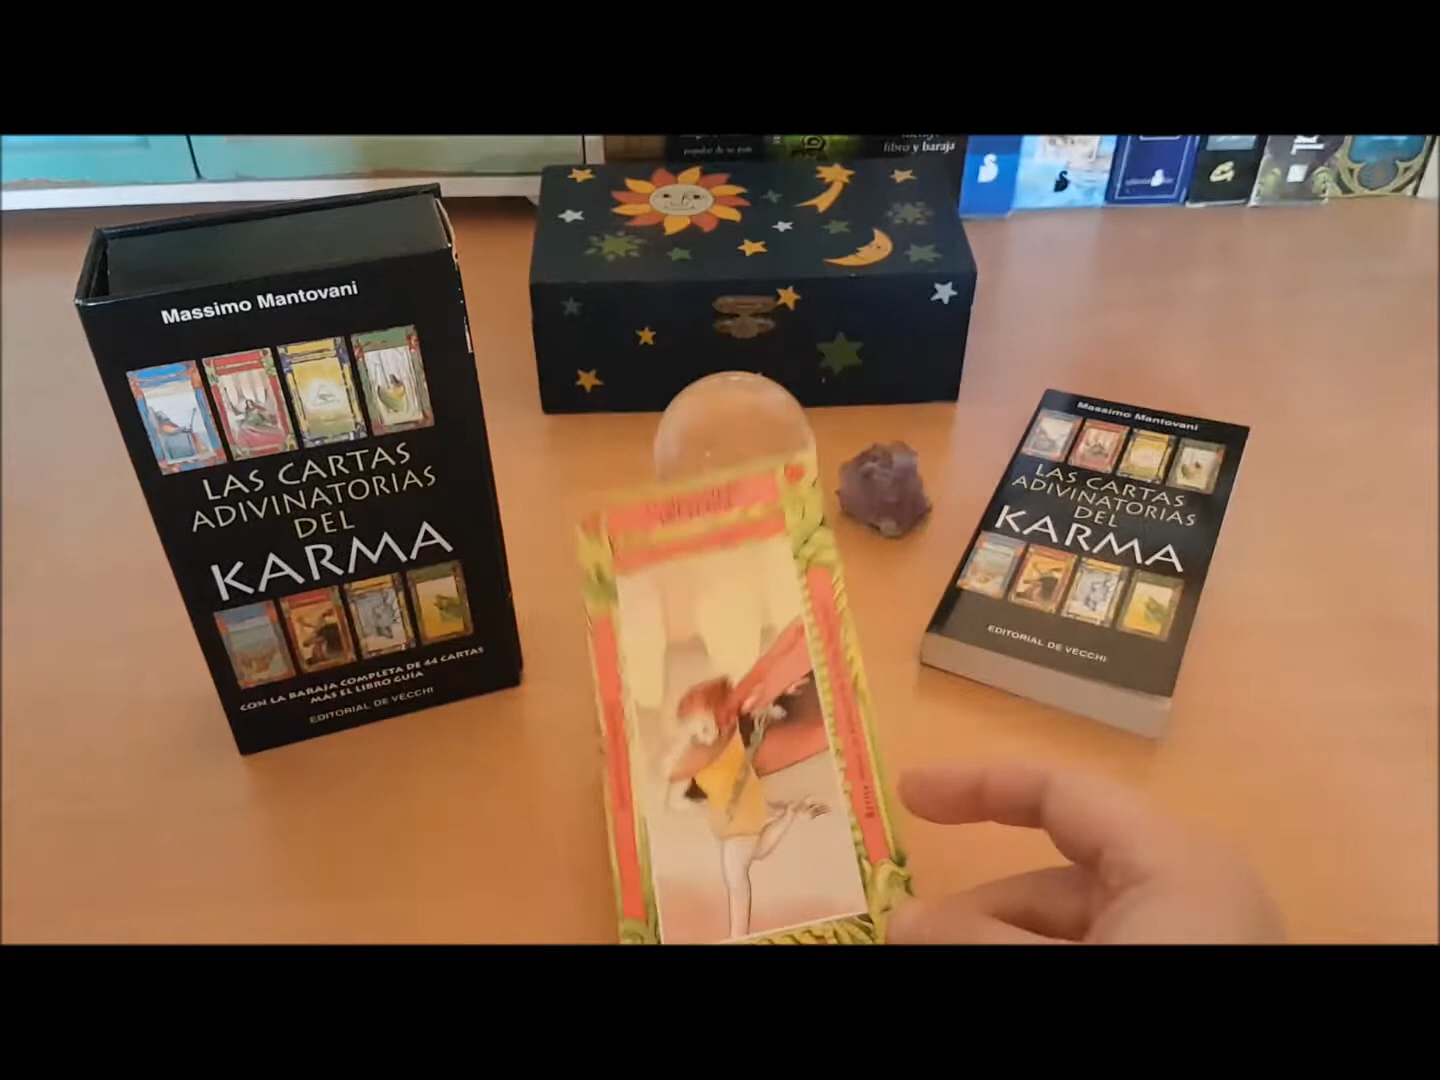 libro y baraja
Massimo Mantovani
LAS CARTAS
ADIVINATORIAS
DEL
KARMA
CON LA BARAJA COMPLETA DE 44 CARTAS
MÁS EL LIBRO GUÍA
EDITORIAL DE VECCHI
Massimo Mantovani
LAS CARTAS
ADIVINATORIAS
DEL
KARMA
EDITORIAL DE VECCHI